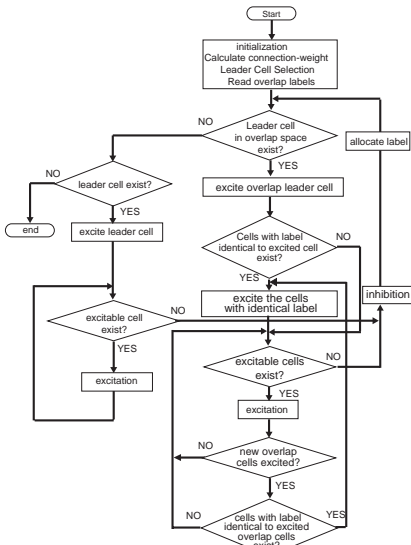 Start
initialization
Calculate connection-weight
Leader Cell Selection
Read overlap labels
NO
Leader cell
in overlap space
exist?
allocate label
YES
NO
leader cell exist?
excite overlap leader cell
YES
end
excite leader cell
Cells with label
identical to excited cell
exist?
NO
YES
excite the cells
with identical label
inhibition
excitable cell
exist?
NO
YES
excitable cells
exist?
NO
excitation
YES
excitation
NO
new overlap
cells excited?
YES
NO
cells with label
identical to excited
overlap cells
exist?
YES